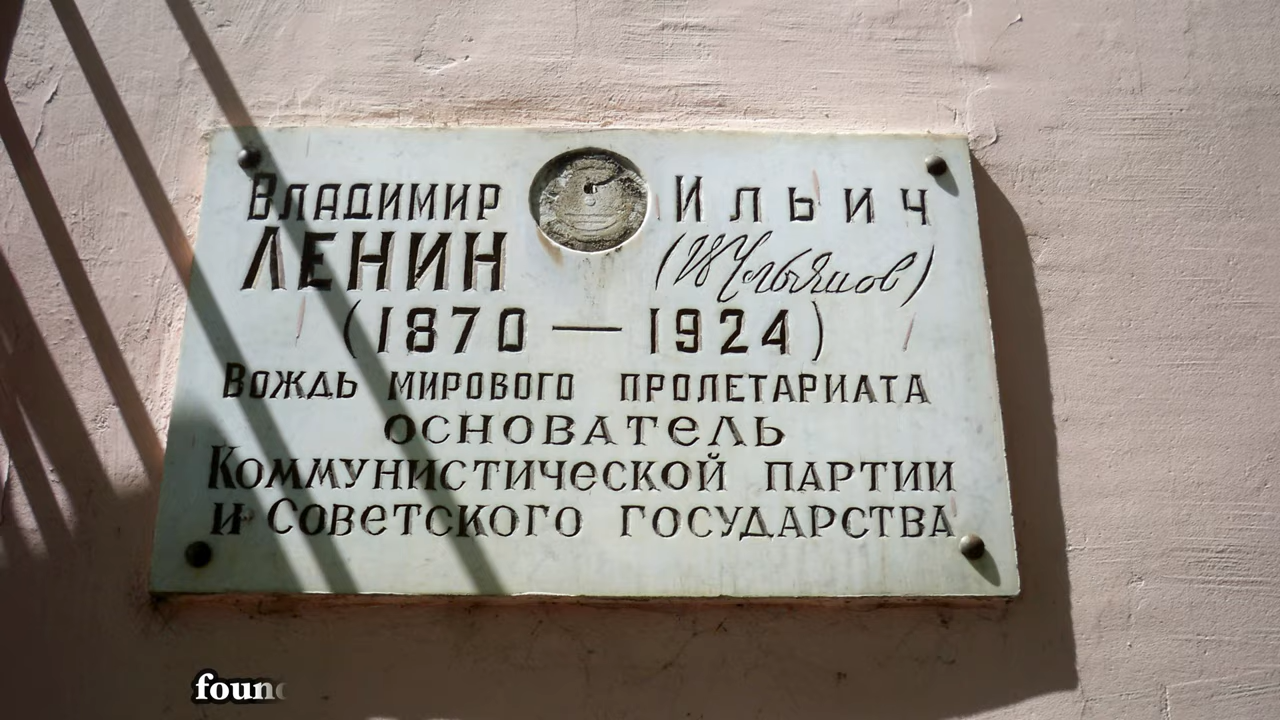 Владимир Ильич
ЛЕНИН (В. Ульянов)
(1870 — 1924)
Вождь мирового пролетариата
основатель
Коммунистической партии
и Советского государства